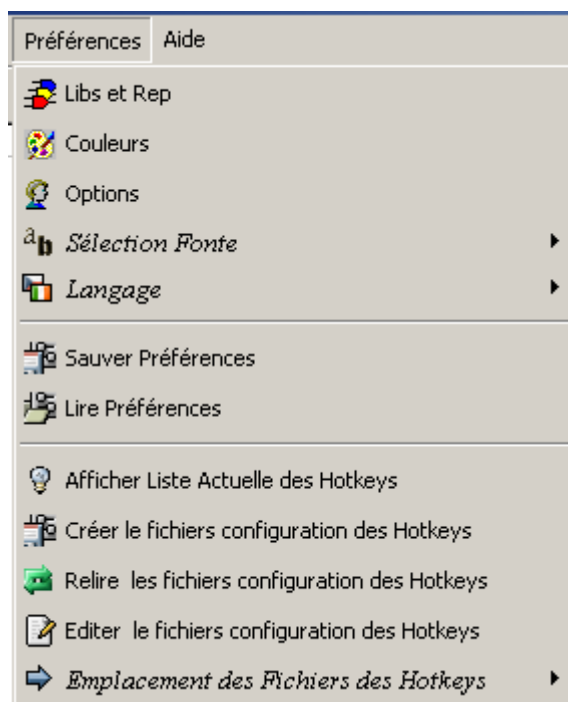 Préférences Aide
Libs et Rep
Couleurs
Options
Sélection Fonte
Langage
Sauver Préférences
Lire Préférences
Afficher Liste Actuelle des Hotkeys
Créer le fichiers configuration des Hotkeys
Relire les fichiers configuration des Hotkeys
Editer le fichiers configuration des Hotkeys
Emplacement des Fichiers des Hotkeys